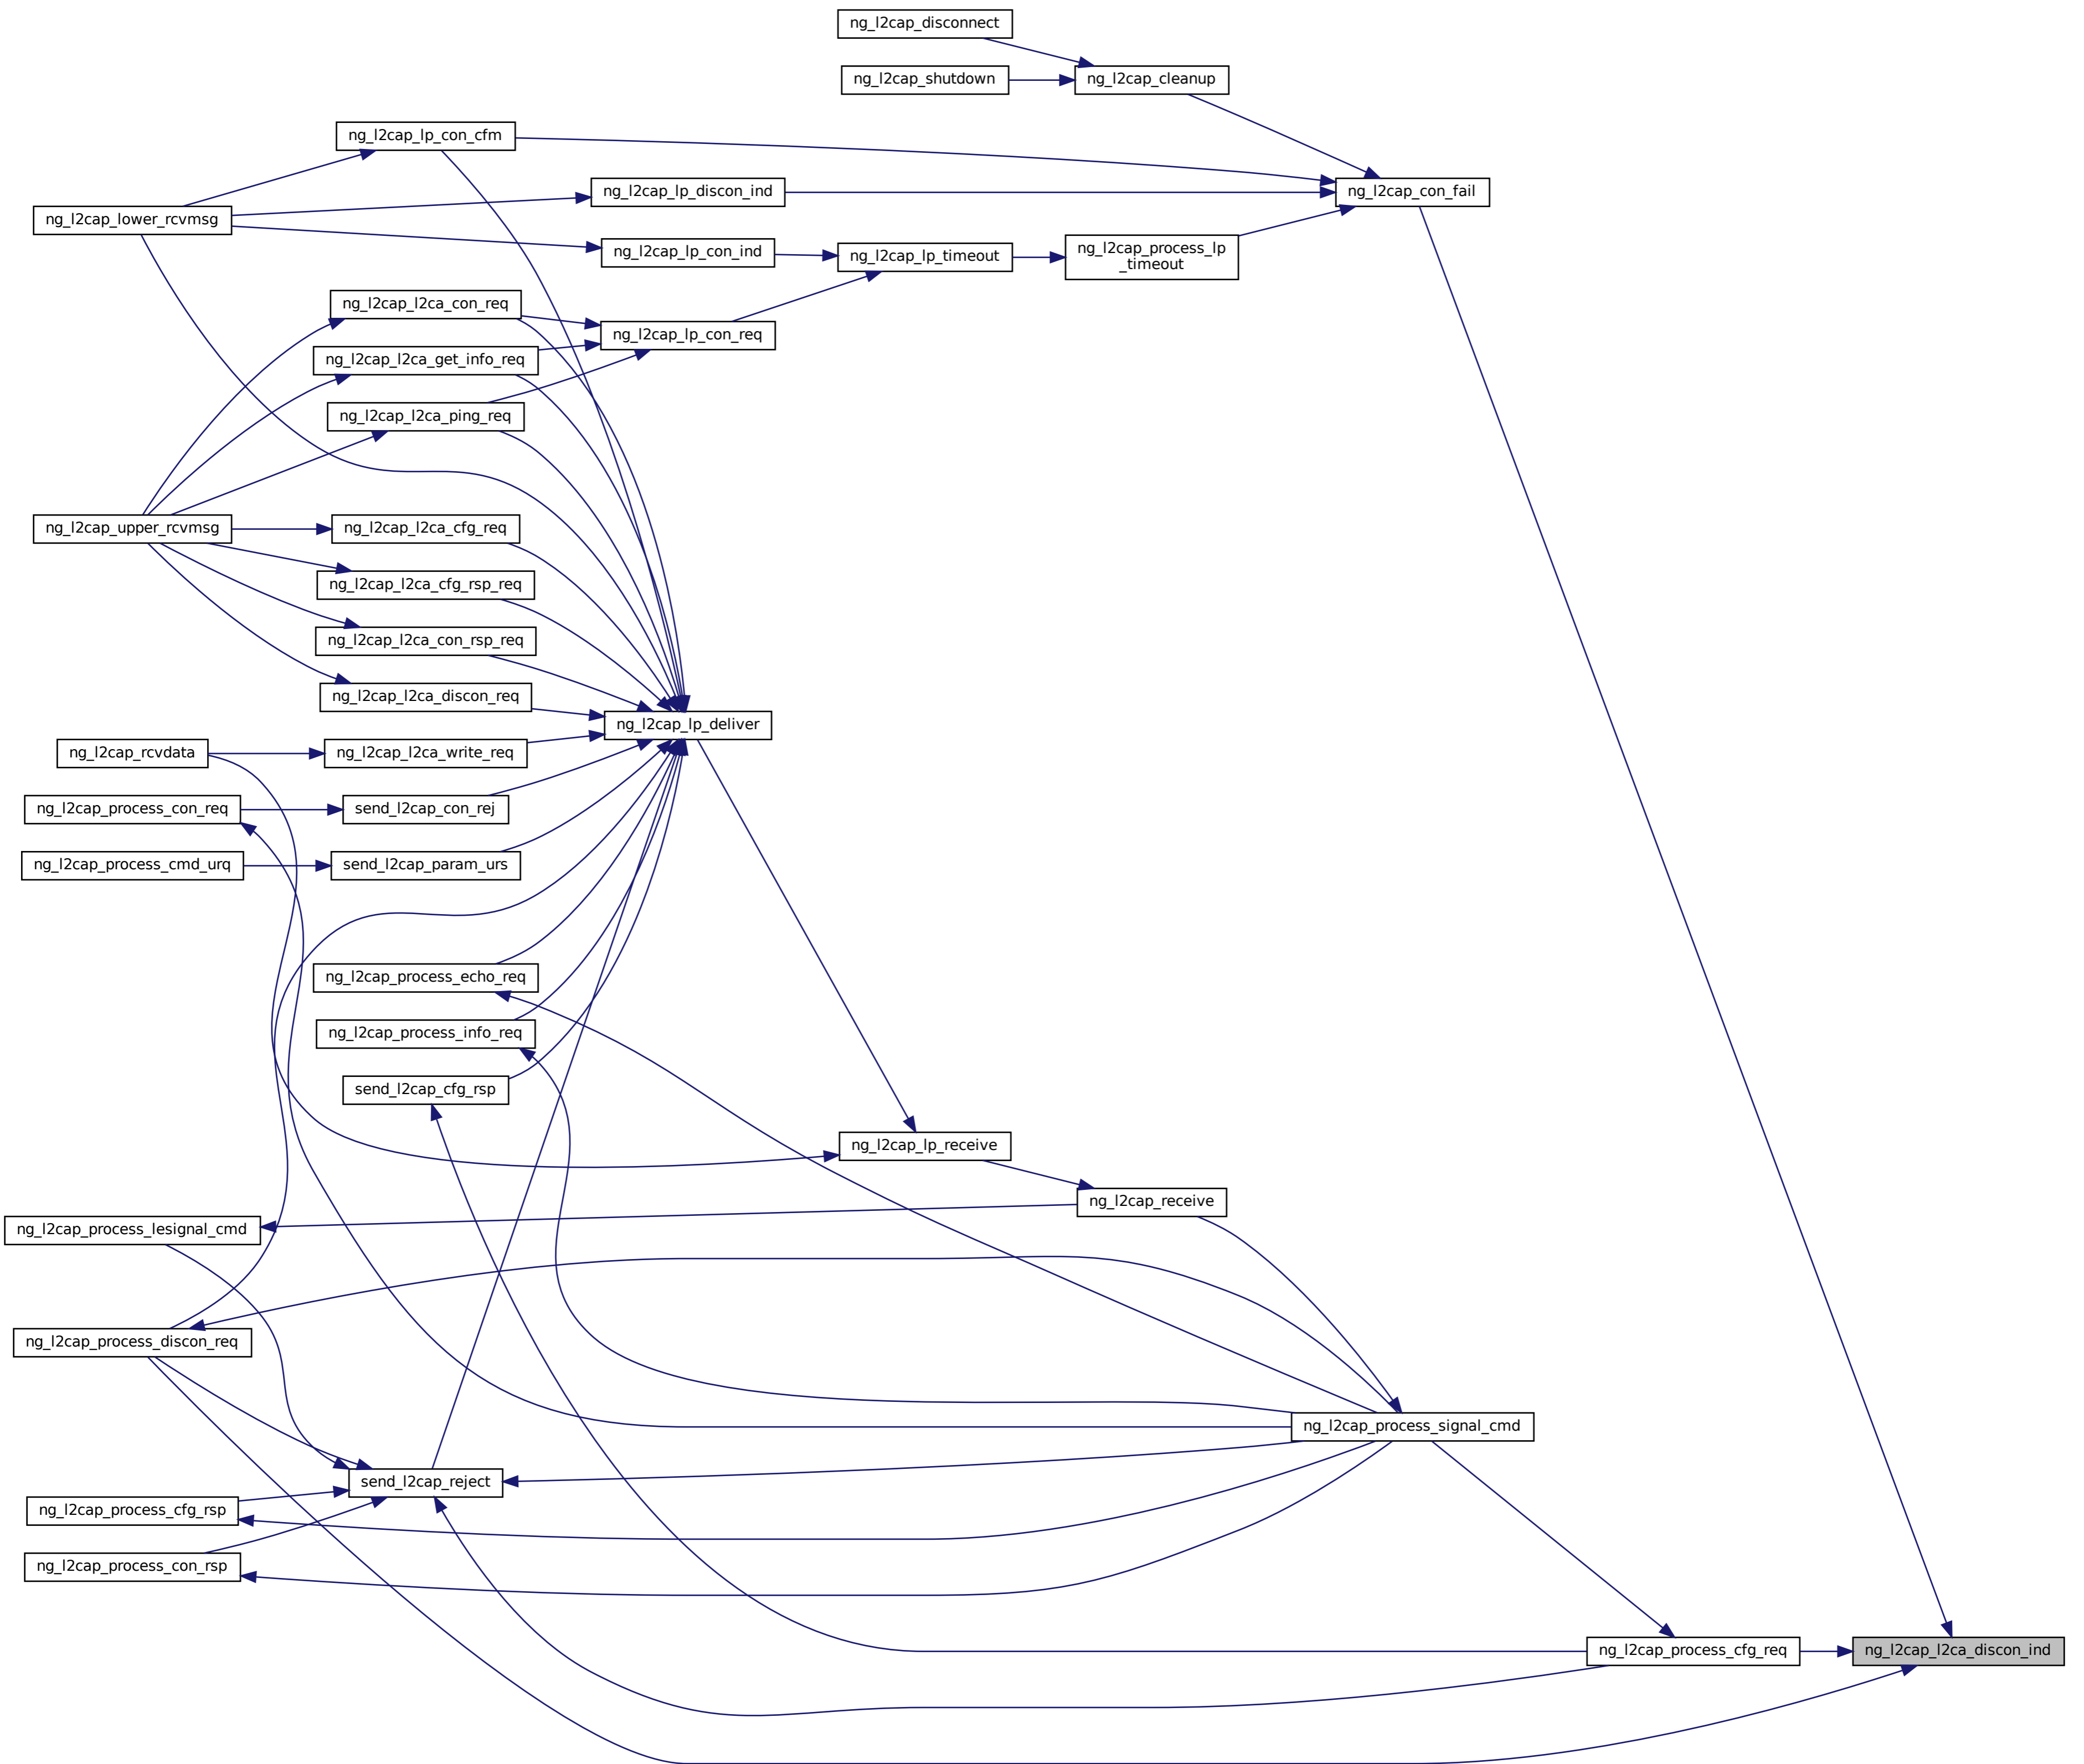 ng_l2cap_disconnect
ng_l2cap_shutdown
ng_l2cap_cleanup
ng_l2cap_lp_con_cfm
ng_l2cap_lp_discon_ind
ng_l2cap_con_fail
ng_l2cap_lower_rcvmsg
ng_l2cap_lp_con_ind
ng_l2cap_lp_timeout
ng_l2cap_process_lp
_timeout
ng_l2cap_l2ca_con_req
ng_l2cap_lp_con_req
ng_l2cap_l2ca_get_info_req
ng_l2cap_l2ca_ping_req
ng_l2cap_upper_rcvmsg
ng_l2cap_l2ca_cfg_req
ng_l2cap_l2ca_cfg_rsp_req
ng_l2cap_l2ca_con_rsp_req
ng_l2cap_l2ca_discon_req
ng_l2cap_lp_deliver
ng_l2cap_rcvdata
ng_l2cap_l2ca_write_req
ng_l2cap_process_con_req
send_l2cap_con_rej
ng_l2cap_process_cmd_urq
send_l2cap_param_urs
ng_l2cap_process_echo_req
ng_l2cap_process_info_req
send_l2cap_cfg_rsp
ng_l2cap_lp_receive
ng_l2cap_receive
ng_l2cap_process_lesignal_cmd
ng_l2cap_process_discon_req
ng_l2cap_process_signal_cmd
send_l2cap_reject
ng_l2cap_process_cfg_rsp
ng_l2cap_process_con_rsp
ng_l2cap_process_cfg_req
ng_l2cap_l2ca_discon_ind